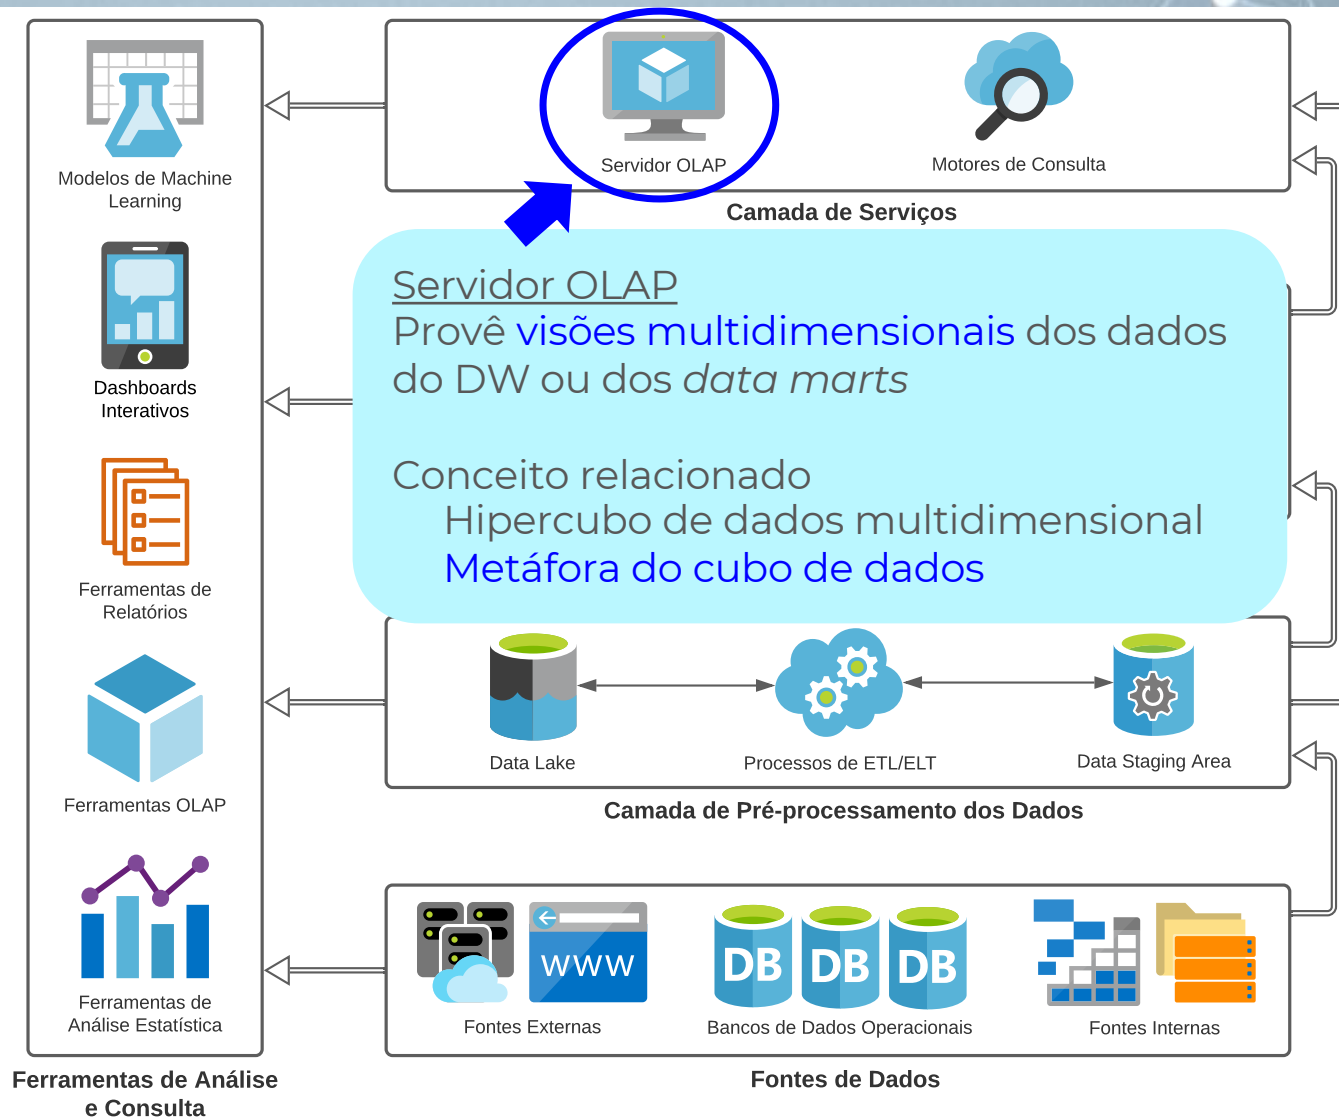 Modelos de Machine
Learning
Dashboards
Interativos
Ferramentas de
Relatórios
Ferramentas OLAP
Ferramentas de
Análise Estatística
Ferramentas de Análise
e Consulta
Servidor OLAP
Motores de Consulta
Camada de Serviços
Servidor OLAP
Provê visões multidimensionais dos dados
do DW ou dos data marts
Conceito relacionado
Hipercubo de dados multidimensional
Metáfora do cubo de dados
Data Lake
Processos de ETL/ELT
Data Staging Area
Camada de Pré-processamento dos Dados
WWW
DB
DB
DB
Fontes Externas
Bancos de Dados Operacionais
Fontes Internas
Fontes de Dados